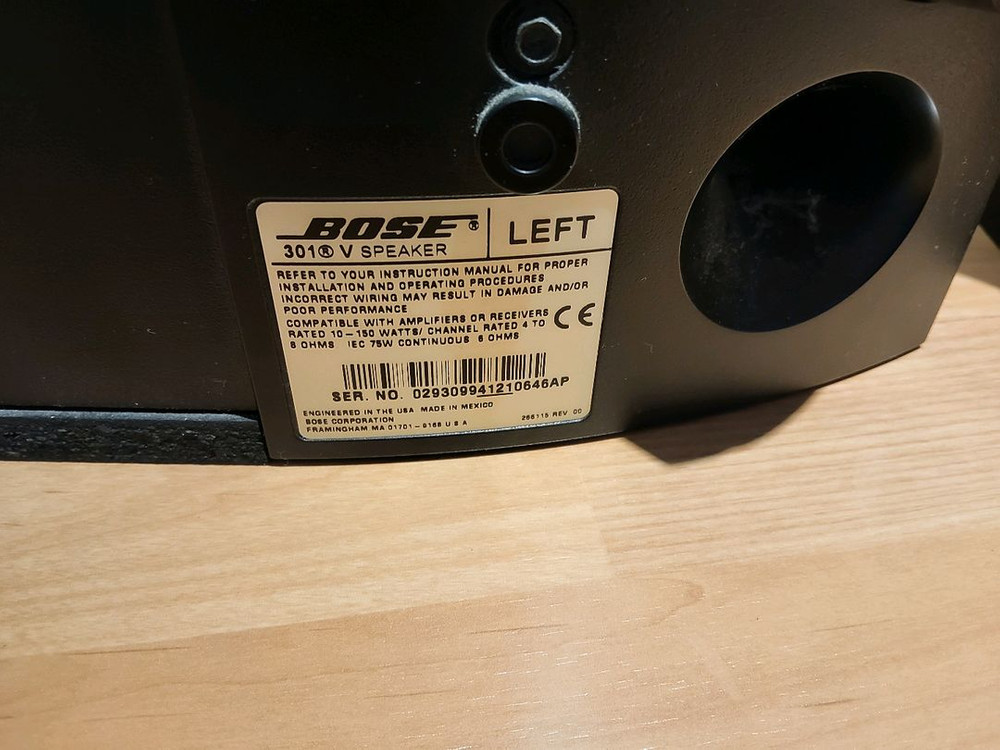 BOSE®
301® V SPEAKER
LEFT
REFER TO YOUR INSTRUCTION MANUAL FOR PROPER
INSTALLATION AND OPERATING PROCEDURES
INCORRECT WIRING MAY RESULT IN DAMAGE AND/OR
POOR PERFORMANCE
COMPATIBLE WITH AMPLIFIERS OR RECEIVERS
RATED 10-150 WATTS/ CHANNEL RATED 4 TO
8 OHMS IEC 75W CONTINUOUS 8 OHMS
CE
SER. NO. 029309941210646AP
ENGINEERED IN THE USA MADE IN MEXICO
BOSE CORPORATION
FRAMINGHAM MA 01701-9168 U S A
266115 REV 00